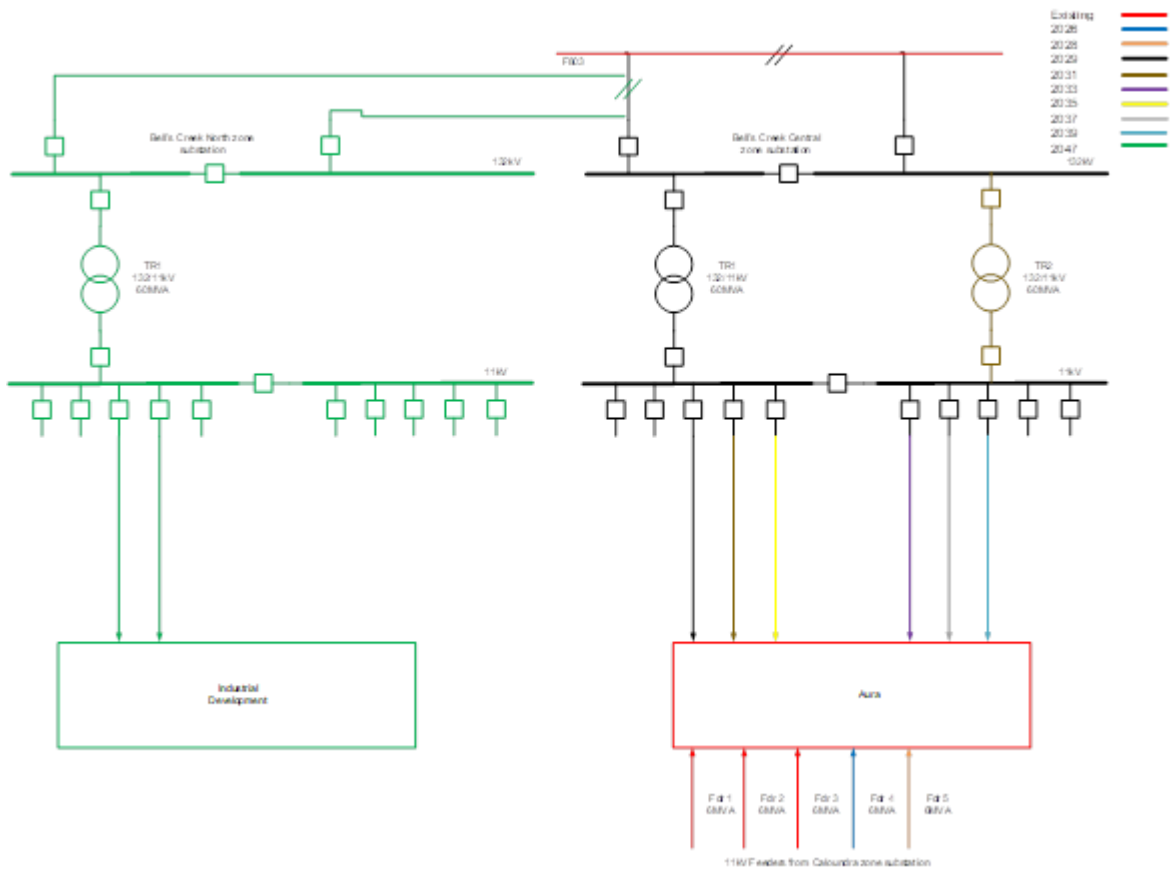 Existing
2026
2028
2029
2031
2033
2035
2037
2039
2047
F803
Bells Creek North zone
substation
132kV
Bells Creek Central
zone substation
132kV
TR1
132/11kV
60MVA
TR1
132/11kV
60MVA
TR2
132/11kV
60MVA
11kV
11kV
Industrial
Development
Aura
Fdr 1
6MVA
Fdr 2
6MVA
Fdr 3
6MVA
Fdr 4
6MVA
Fdr 5
6MVA
11kV Feeders from Caloundra zone substation